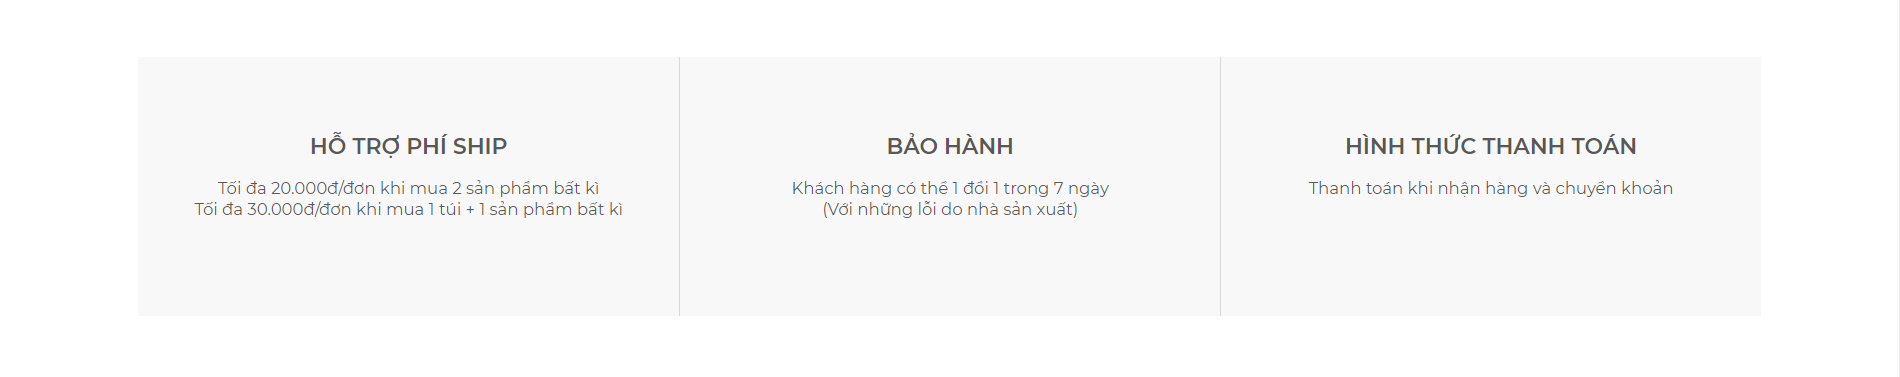 HỖ TRỢ PHÍ SHIP
Tối đa 20.000đ/đơn khi mua 2 sản phẩm bất kì
Tối đa 30.000đ/đơn khi mua 1 túi + 1 sản phẩm bất kì
BẢO HÀNH
Khách hàng có thể 1 đổi 1 trong 7 ngày
(Với những lỗi do nhà sản xuất)
HÌNH THỨC THANH TOÁN
Thanh toán khi nhận hàng và chuyển khoản